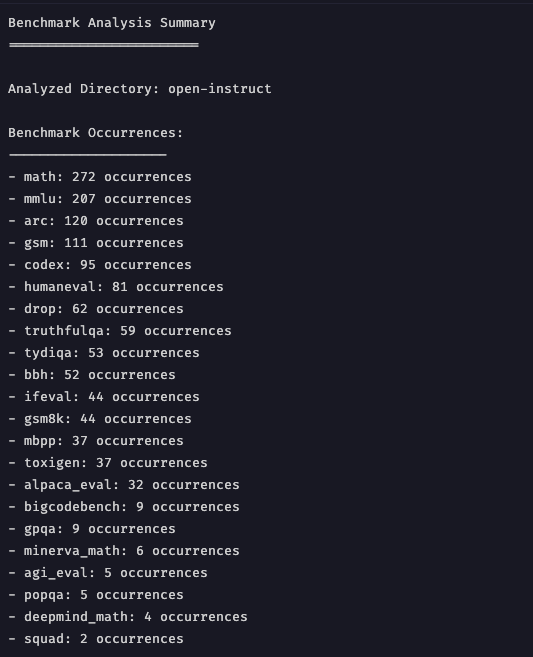 Benchmark Analysis Summary
========================
Analyzed Directory: open-instruct
Benchmark Occurrences:
--------------------
- math: 272 occurrences
- mmlu: 207 occurrences
- arc: 120 occurrences
- gsm: 111 occurrences
- codex: 95 occurrences
- humaneval: 81 occurrences
- drop: 62 occurrences
- truthfulqa: 59 occurrences
- tydiqa: 53 occurrences
- bbh: 52 occurrences
- ifeval: 44 occurrences
- gsm8k: 44 occurrences
- mbpp: 37 occurrences
- toxigen: 37 occurrences
- alpaca_eval: 32 occurrences
- bigcodebench: 9 occurrences
- gpqa: 9 occurrences
- minerva_math: 6 occurrences
- agi_eval: 5 occurrences
- popqa: 5 occurrences
- deepmind_math: 4 occurrences
- squad: 2 occurrences